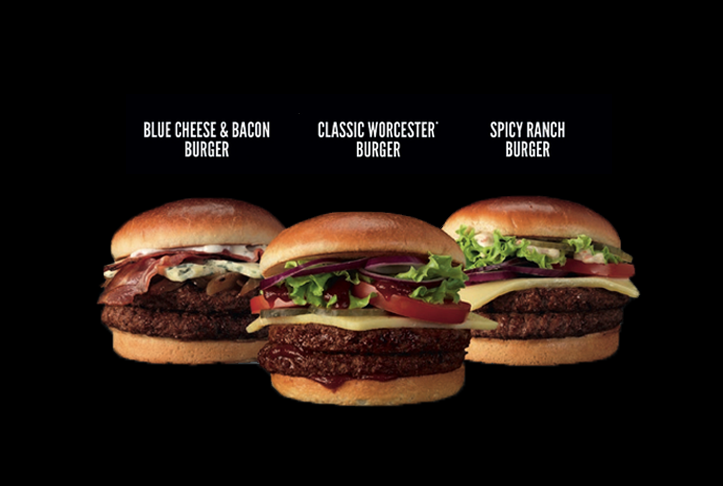 BLUE CHEESE & BACON
BURGER
CLASSIC WORCESTER*
BURGER
SPICY RANCH
BURGER